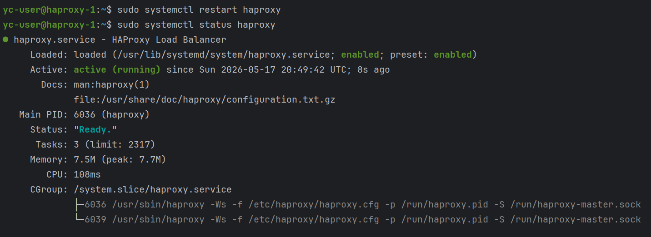 yc-user@haproxy-1:~$ sudo systemctl restart haproxy
yc-user@haproxy-1:~$ sudo systemctl status haproxy
● haproxy.service - HAProxy Load Balancer
     Loaded: loaded (/usr/lib/systemd/system/haproxy.service; enabled; preset: enabled)
     Active: active (running) since Sun 2026-05-17 20:49:42 UTC; 8s ago
       Docs: man:haproxy(1)
             file:/usr/share/doc/haproxy/configuration.txt.gz
   Main PID: 6036 (haproxy)
     Status: "Ready."
      Tasks: 3 (limit: 2317)
     Memory: 7.5M (peak: 7.7M)
        CPU: 108ms
     CGroup: /system.slice/haproxy.service
             ├─6036 /usr/sbin/haproxy -Ws -f /etc/haproxy/haproxy.cfg -p /run/haproxy.pid -S /run/haproxy-master.sock
             └─6039 /usr/sbin/haproxy -Ws -f /etc/haproxy/haproxy.cfg -p /run/haproxy.pid -S /run/haproxy-master.sock